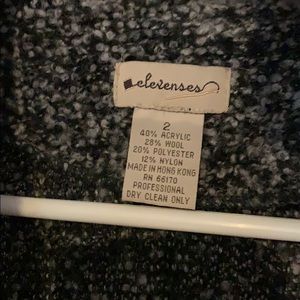 elevenses
2
40% ACRYLIC
28% WOOL
20% POLYESTER
12% NYLON
MADE IN HONG KONG
RN 66170
PROFESSIONAL
DRY CLEAN ONLY